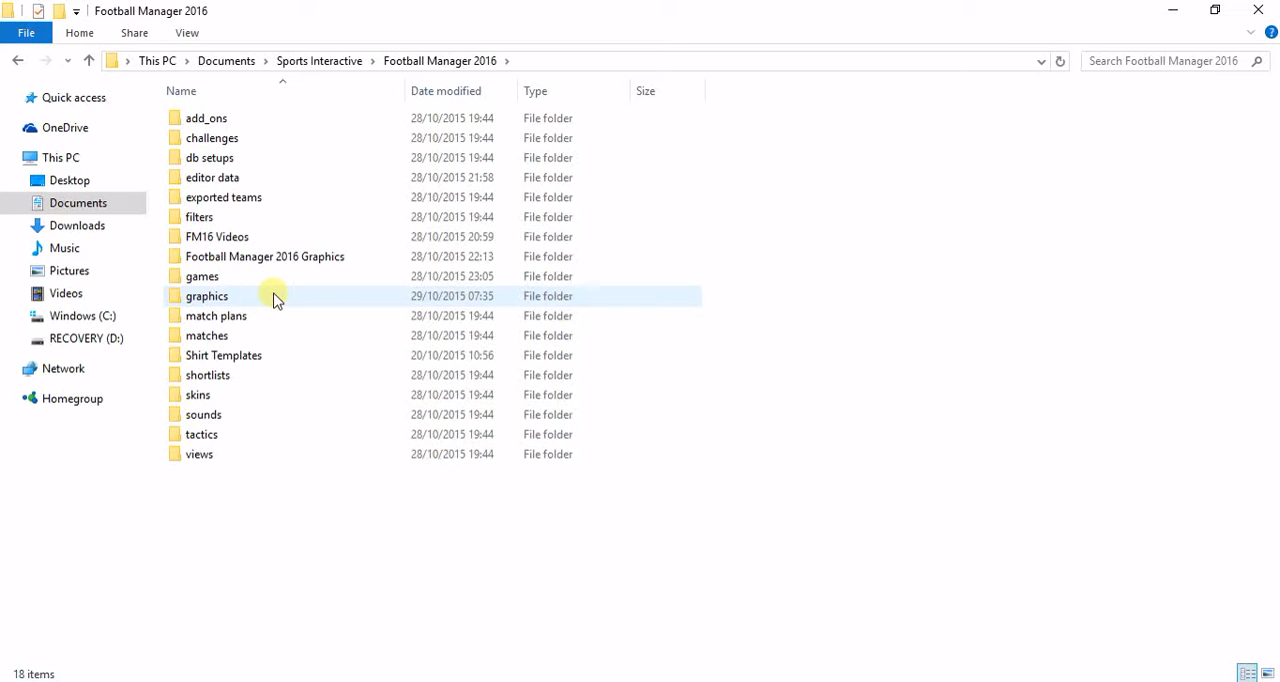 Football Manager 2016
File Home Share View
This PC Documents Sports Interactive Football Manager 2016 Search Football Manager 2016
Name Date modified Type Size
Quick access
OneDrive
This PC
Desktop
Documents
Downloads
Music
Pictures
Videos
Windows (C:)
RECOVERY (D:)
Network
Homegroup
add_ons 28/10/2015 19:44 File folder
challenges 28/10/2015 19:44 File folder
db setups 28/10/2015 19:44 File folder
editor data 28/10/2015 21:58 File folder
exported teams 28/10/2015 19:44 File folder
filters 28/10/2015 19:44 File folder
FM16 Videos 28/10/2015 20:59 File folder
Football Manager 2016 Graphics 28/10/2015 22:13 File folder
games 28/10/2015 23:05 File folder
graphics 29/10/2015 07:35 File folder
match plans 28/10/2015 19:44 File folder
matches 28/10/2015 19:44 File folder
Shirt Templates 20/10/2015 10:56 File folder
shortlists 28/10/2015 19:44 File folder
skins 28/10/2015 19:44 File folder
sounds 28/10/2015 19:44 File folder
tactics 28/10/2015 19:44 File folder
views 28/10/2015 19:44 File folder
18 items